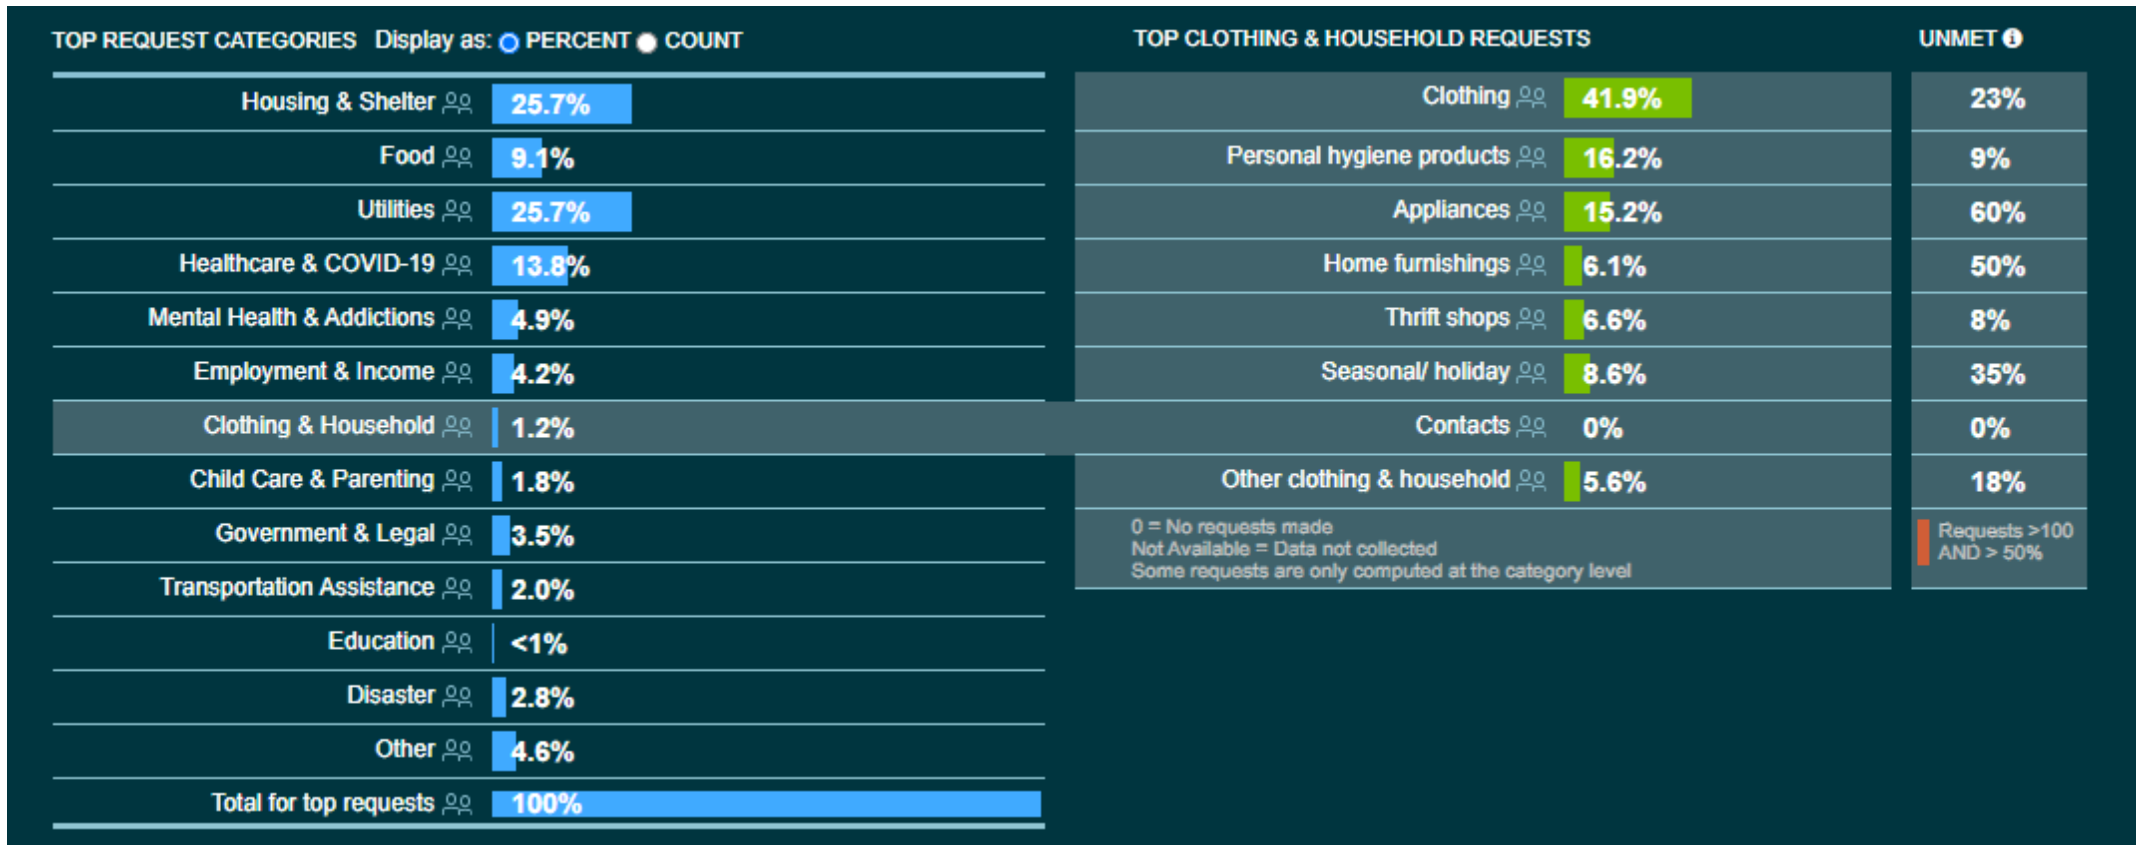 TOP REQUEST CATEGORIES Display as: PERCENT COUNT
Housing & Shelter 25.7%
Food 9.1%
Utilities 25.7%
Healthcare & COVID-19 13.8%
Mental Health & Addictions 4.9%
Employment & Income 4.2%
Clothing & Household 1.2%
Child Care & Parenting 1.8%
Government & Legal 3.5%
Transportation Assistance 2.0%
Education <1%
Disaster 2.8%
Other 4.6%
Total for top requests 100%
TOP CLOTHING & HOUSEHOLD REQUESTS UNMET
Clothing 41.9% 23%
Personal hygiene products 16.2% 9%
Appliances 15.2% 60%
Home furnishings 6.1% 50%
Thrift shops 6.6% 8%
Seasonal/ holiday 8.6% 35%
Contacts 0% 0%
Other clothing & household 5.6% 18%
0 = No requests made
Not Available = Data not collected
Some requests are only computed at the category level
Requests >100
AND > 50%